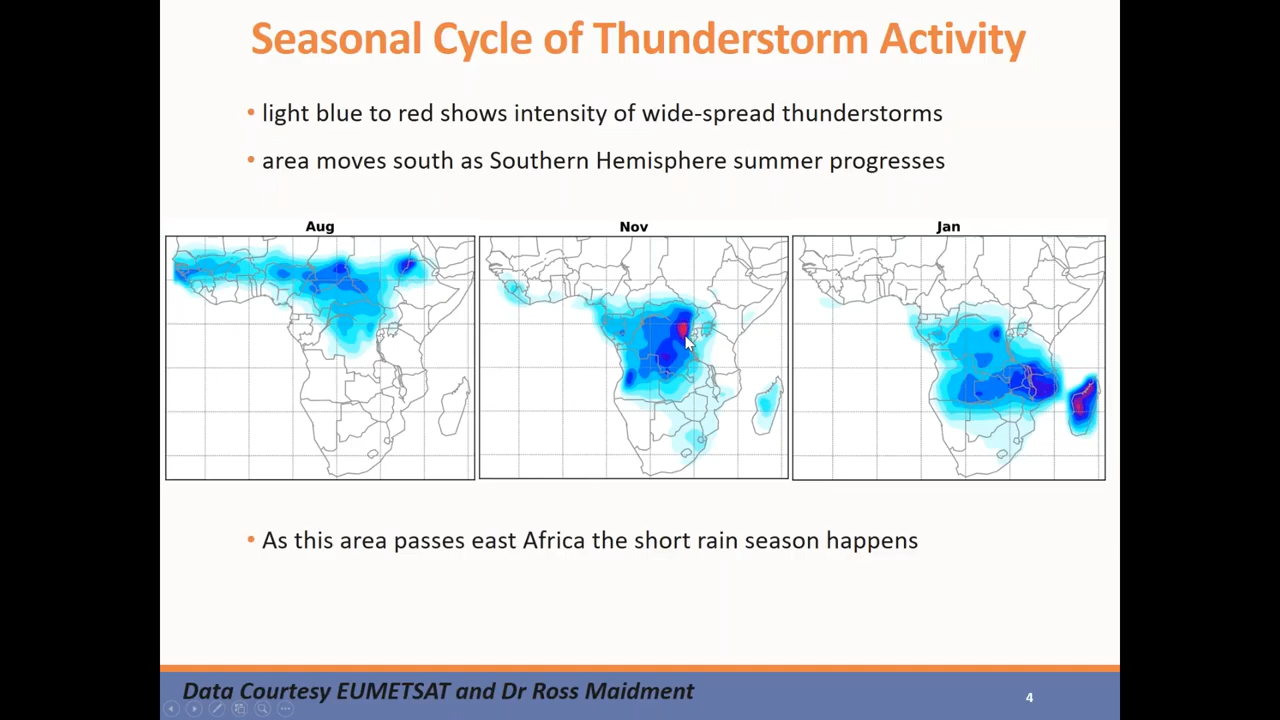 Seasonal Cycle of Thunderstorm Activity
• light blue to red shows intensity of wide-spread thunderstorms
• area moves south as Southern Hemisphere summer progresses
Aug
Nov
Jan
• As this area passes east Africa the short rain season happens
Data Courtesy EUMETSAT and Dr Ross Maidment
4